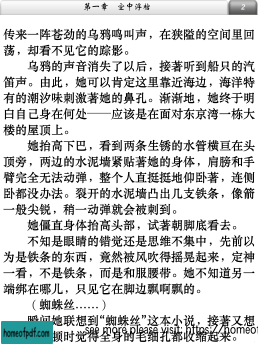 第一章 金中浮棺
2
传来一阵苍劲的乌鸦鸣叫声，在狭隘的空间里回
荡，却看不见它的踪影。
乌鸦的声音消失了以后，接著听到船只的汽
笛声。由此，她可以肯定这里靠近海边，海洋特
有的潮汐味刺激著她的鼻孔。渐渐地，她终于明
白自己身在何处——应该是在面对东京湾一栋大
楼的屋顶上。
她抬高下巴，看到两条生锈的水管横亘在头
顶旁，两边的水泥墙紧贴著她的身体，肩膀和手
臂完全无法动弹，整个人直挺挺地仰卧著，连侧
卧都没办法。裂开的水泥墙凸出几支铁条，像箭
一般尖锐，稍一动弹就会被刺到。
她僵直身体抬高头部，试著朝脚底看去。
不知是眼睛的错觉还是思维不集中，先前以
为是铁条的东西，竟然被风吹得摇晃起来，定神
一看，不是铁条，而是和服腰带。她不知道另一
端绑在哪儿，只见它在脚边飘啊飘的。
（蜘蛛丝……）
瞬间她联想到“蜘蛛丝”这本小说，接著又想
顿时觉得全身的毛细孔都收缩起来。
homeofpdf.com
see more please visit: https://homeofpdf.com